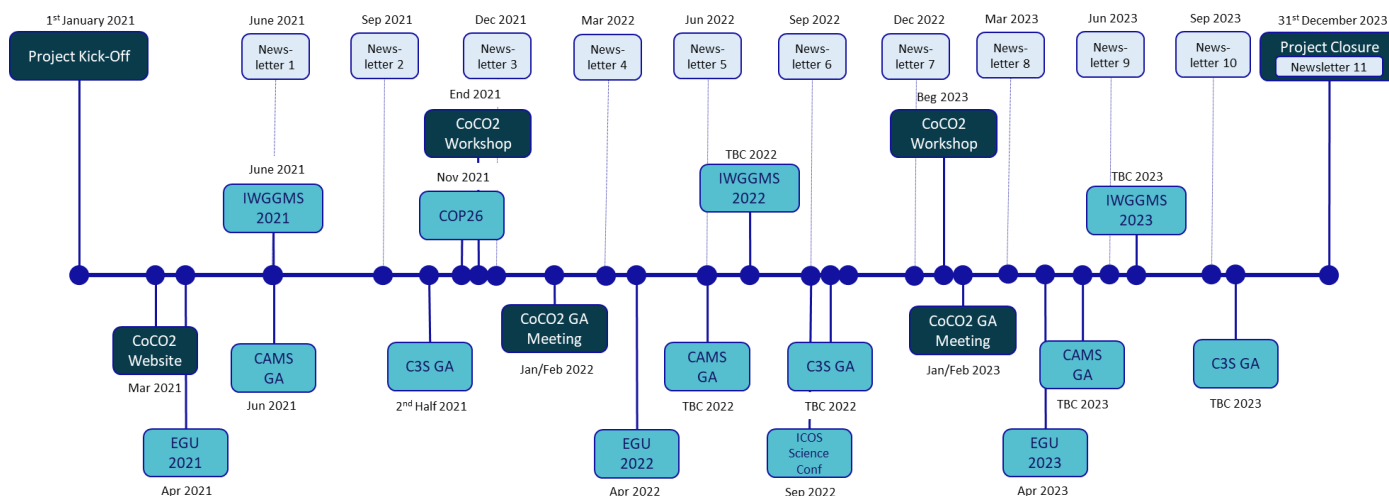 1st January 2021
June 2021
Sep 2021
Dec 2021
Mar 2022
Jun 2022
Sep 2022
Dec 2022
Mar 2023
Jun 2023
Sep 2023
31st December 2023
Project Kick-Off
News-
letter 1
News-
letter 2
News-
letter 3
News-
letter 4
News-
letter 5
News-
letter 6
News-
letter 7
News-
letter 8
News-
letter 9
News-
letter 10
Project Closure
Newsletter 11
End 2021
CoCO2
Workshop
Beg 2023
CoCO2
Workshop
June 2021
IWGGMS
2021
Nov 2021
COP26
TBC 2022
IWGGMS
2022
TBC 2023
IWGGMS
2023
CoCO2
Website
Mar 2021
CAMS
GA
Jun 2021
C3S GA
2nd Half 2021
CoCO2 GA
Meeting
Jan/Feb 2022
CAMS
GA
TBC 2022
C3S GA
TBC 2022
CoCO2 GA
Meeting
Jan/Feb 2023
CAMS
GA
TBC 2023
C3S GA
TBC 2023
EGU
2021
Apr 2021
EGU
2022
Apr 2022
ICOS
Science
Conf
Sep 2022
EGU
2023
Apr 2023